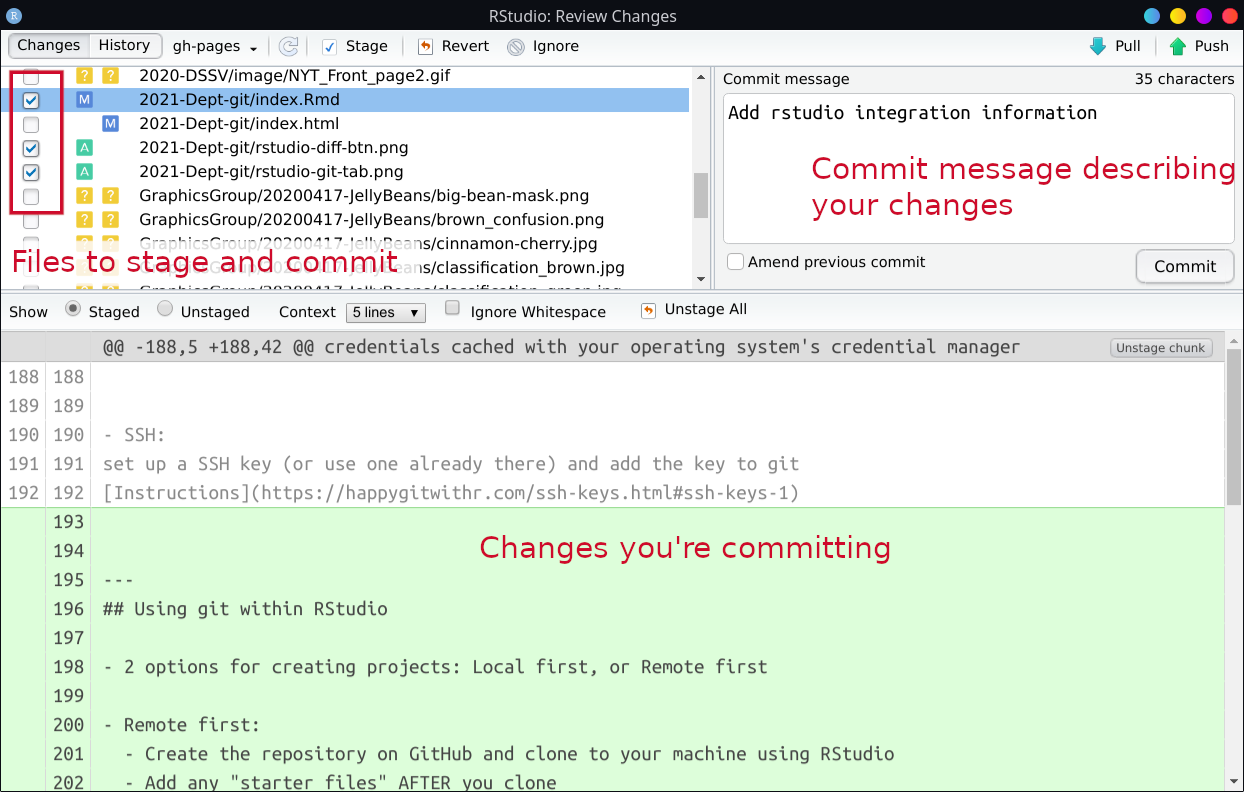 RStudio: Review Changes
Changes History gh-pages Stage Revert Ignore Pull Push
? ? 2020-DSSV/image/NYT_Front_page2.gif
M 2021-Dept-git/index.Rmd
M 2021-Dept-git/index.html
A 2021-Dept-git/rstudio-diff-btn.png
A 2021-Dept-git/rstudio-git-tab.png
? ? GraphicsGroup/20200417-JellyBeans/big-bean-mask.png
? ? GraphicsGroup/20200417-JellyBeans/brown_confusion.png
? ? GraphicsGroup/20200417-JellyBeans/cinnamon-cherry.jpg
Files to stage and commit
GraphicsGroup/20200417-JellyBeans/classification_brown.jpg
? ? GraphicsGroup/20200417-JellyBeans/classification_green.jpg
Commit message 35 characters
Add rstudio integration information
Commit message describing
your changes
Amend previous commit
Commit
Show Staged Unstaged Context 5 lines Ignore Whitespace Unstage All
@@ -188,5 +188,42 @@ credentials cached with your operating system's credential manager Unstage chunk
188 188
189 189
190 190 - SSH:
191 191 set up a SSH key (or use one already there) and add the key to git
192 192 [Instructions](https://happygitwithr.com/ssh-keys.html#ssh-keys-1)
193
Changes you're committing
194
195 ---
196 ## Using git within RStudio
197
198 - 2 options for creating projects: Local first, or Remote first
199
200 - Remote first:
201 - Create the repository on GitHub and clone to your machine using RStudio
202 - Add any "starter files" AFTER you clone